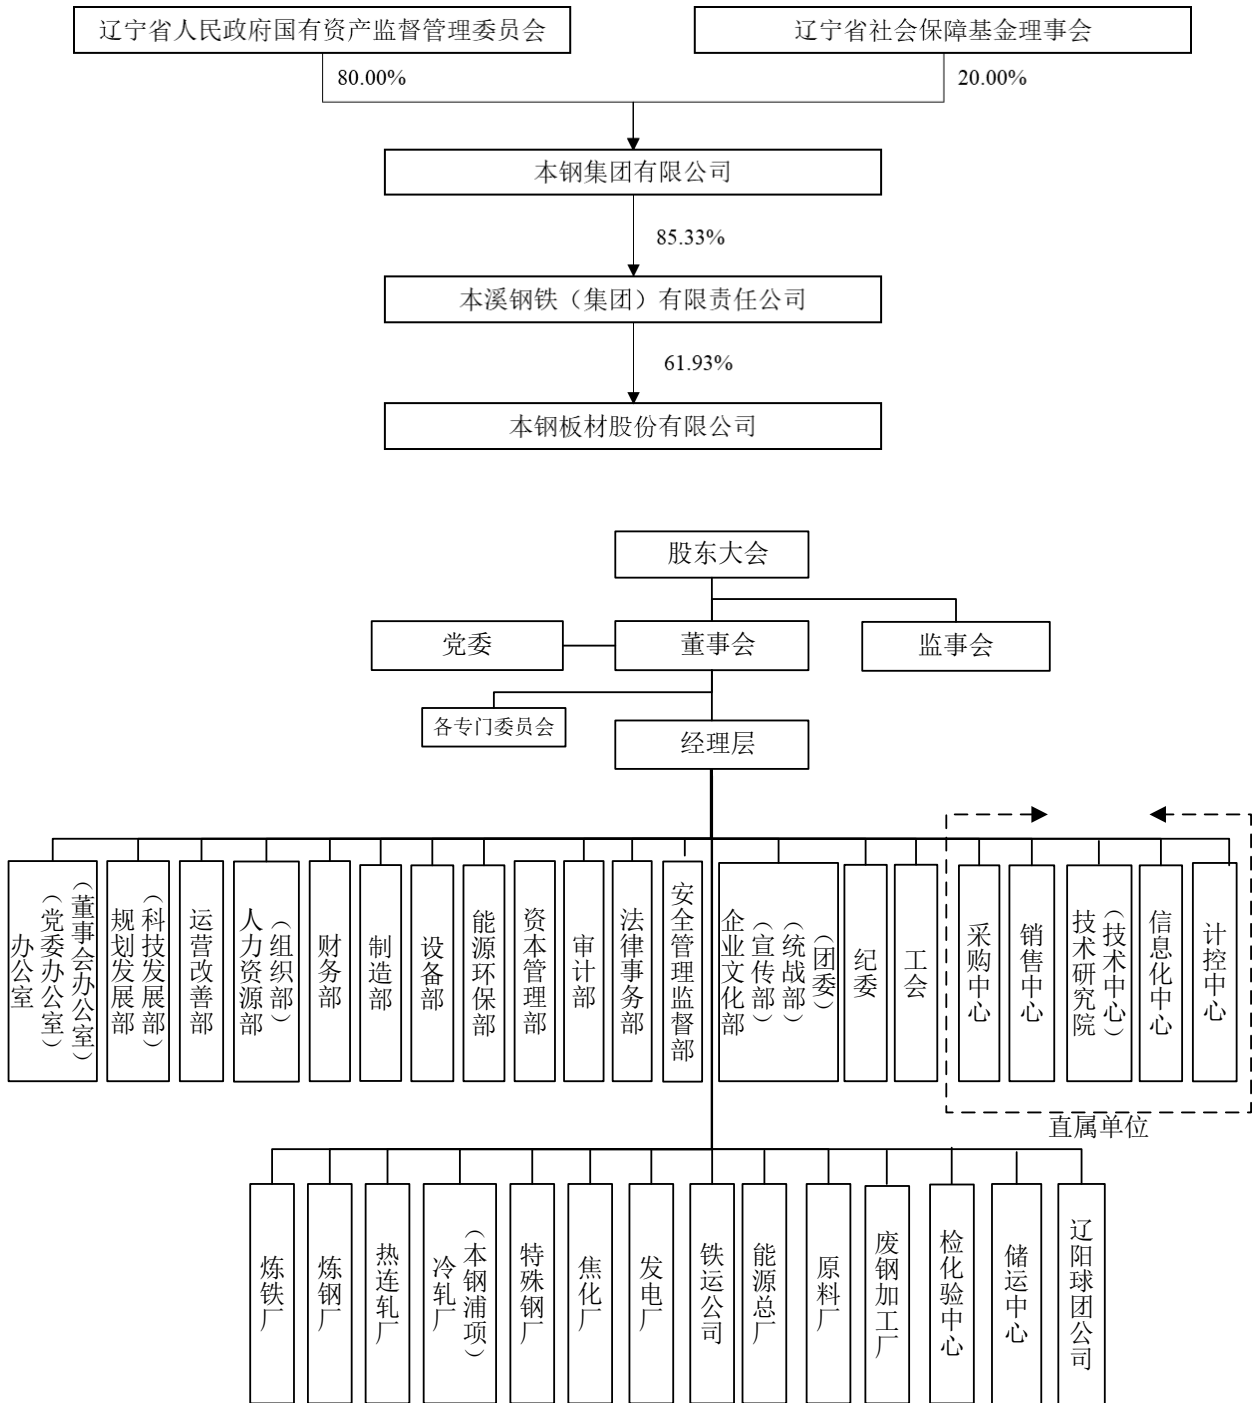 辽宁省人民政府国有资产监督管理委员会
辽宁省社会保障基金理事会
80.00%
20.00%
本钢集团有限公司
85.33%
本溪钢铁（集团）有限责任公司
61.93%
本钢板材股份有限公司
股东大会
党委
董事会
监事会
各专门委员会
经理层
办公室
（党委办公室）
（董事会办公室）
规划发展部
（科技发展部）
运营改善部
人力资源部
（组织部）
财务部
制造部
设备部
能源环保部
资本管理部
审计部
法律事务部
安全管理监督部
企业文化部
（宣传部）
（统战部）
（团委）
纪委
工会
采购中心
销售中心
技术研究院
（技术中心）
信息化中心
计控中心
直属单位
炼铁厂
炼钢厂
热连轧厂
冷轧厂
（本钢浦项）
特殊钢厂
焦化厂
发电厂
铁运公司
能源总厂
原料厂
废钢加工厂
检化验中心
储运中心
辽阳球团公司